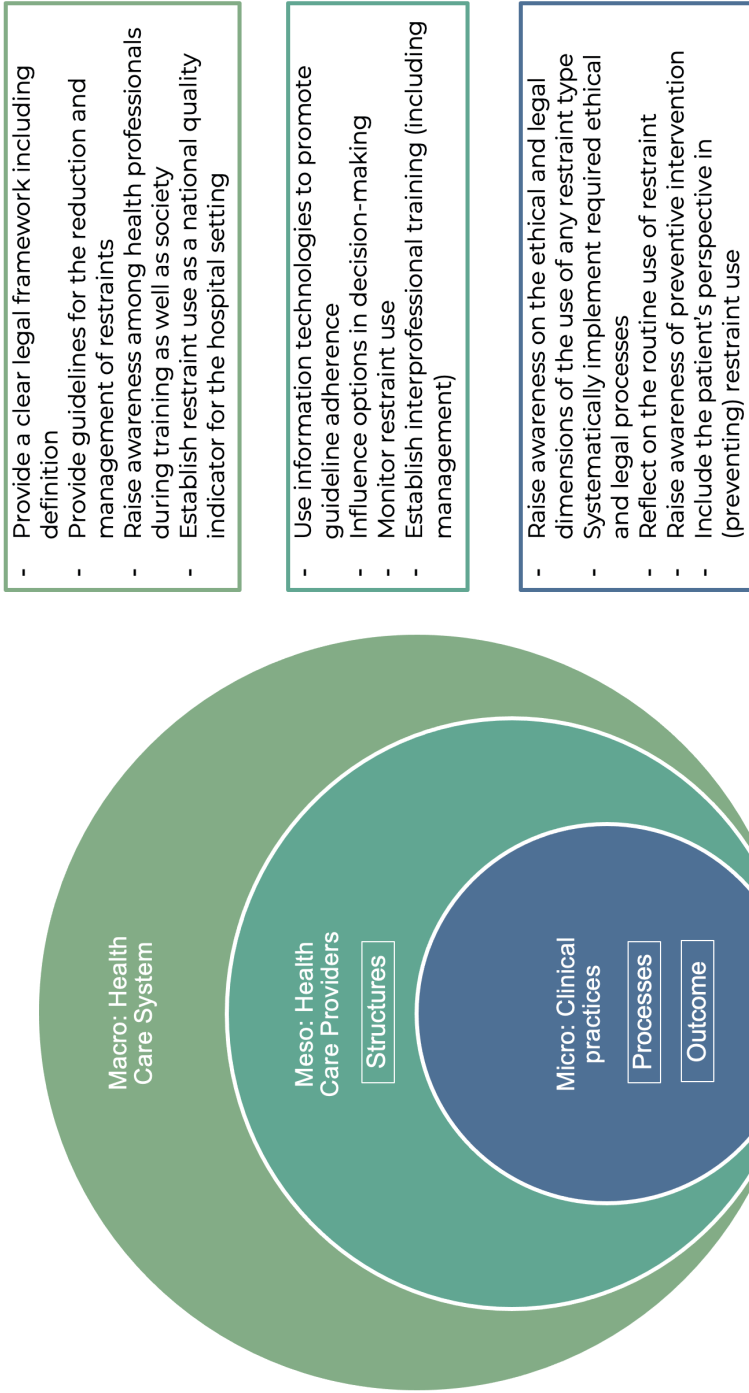 Macro: Health
Care System
Meso: Health
Care Providers
Structures
Micro: Clinical
practices
Processes
Outcome
- Provide a clear legal framework including
definition
- Provide guidelines for the reduction and
management of restraints
- Raise awareness among health professionals
during training as well as society
- Establish restraint use as a national quality
indicator for the hospital setting
- Use information technologies to promote
guideline adherence
- Influence options in decision-making
- Monitor restraint use
- Establish interprofessional training (including
management)
- Raise awareness on the ethical and legal
dimensions of the use of any restraint type
- Systematically implement required ethical
and legal processes
- Reflect on the routine use of restraint
- Raise awareness of preventive intervention
- Include the patient's perspective in
(preventing) restraint use